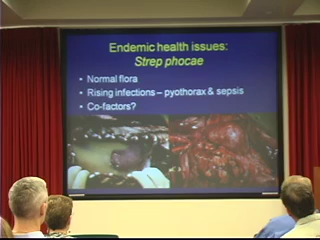 Endemic health issues:
Strep phocae
• Normal flora
• Rising infections – pyothorax & sepsis
• Co-factors?